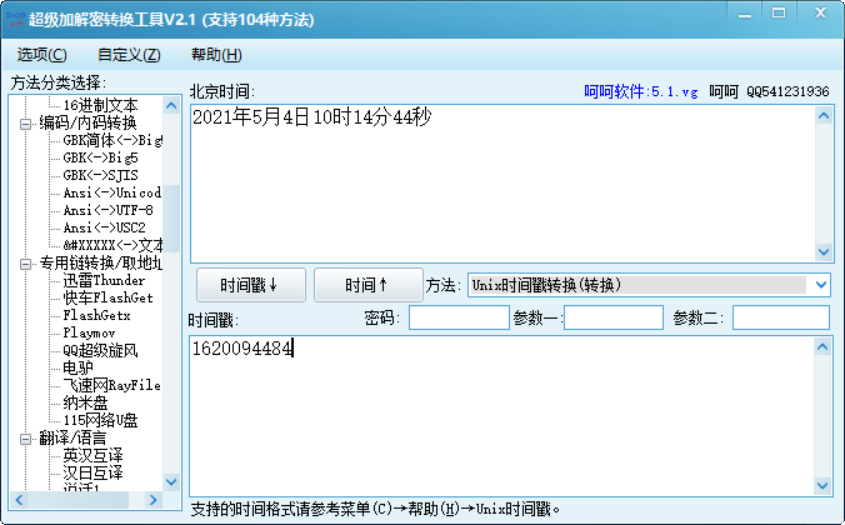 超级加解密转换工具V2.1 (支持104种方法)
选项(C) 自定义(Z) 帮助(H)
方法分类选择:
16进制文本
编码/内码转换
GBK简体<->Big5
GBK<->Big5
GBK<->SJIS
Ansi<->Unicod
Ansi<->UTF-8
Ansi<->USC2
&#XXXXX<->文本
专用链转换/取地址
迅雷Thunder
快车FlashGet
FlashGetx
Playmov
QQ超级旋风
电驴
飞速网RayFile
纳米盘
115网络U盘
翻译/语言
英汉互译
汉日互译
北京时间:
呵呵软件:5.1.vg 呵呵 QQ541231936
2021年5月4日10时14分44秒
时间戳↓ 时间↑ 方法: Unix时间戳转换(转换)
时间戳: 密码: 参数一: 参数二:
1620094484
支持的时间格式请参考菜单(C)→帮助(H)→Unix时间戳。